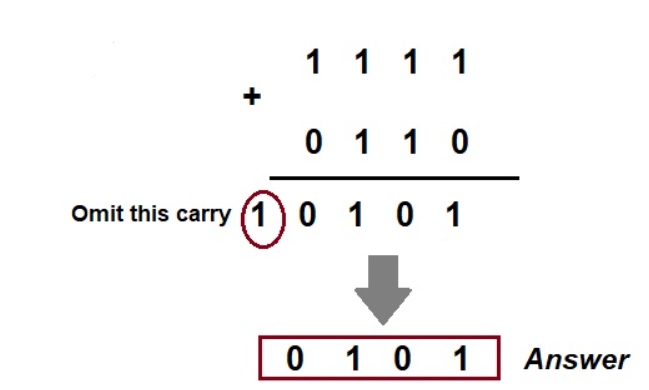 1 1 1 1
+
0 1 1 0
Omit this carry 1 0 1 0 1
0 1 0 1 Answer